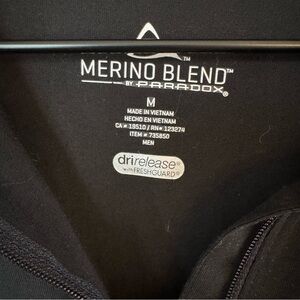 MERINO BLEND™
BY PARADOX®
M
MADE IN VIETNAM
HECHO EN VIETNAM
CA# 19510 / RN# 123274
ITEM # 735850
MEN
drirelease®
with FRESHGUARD®